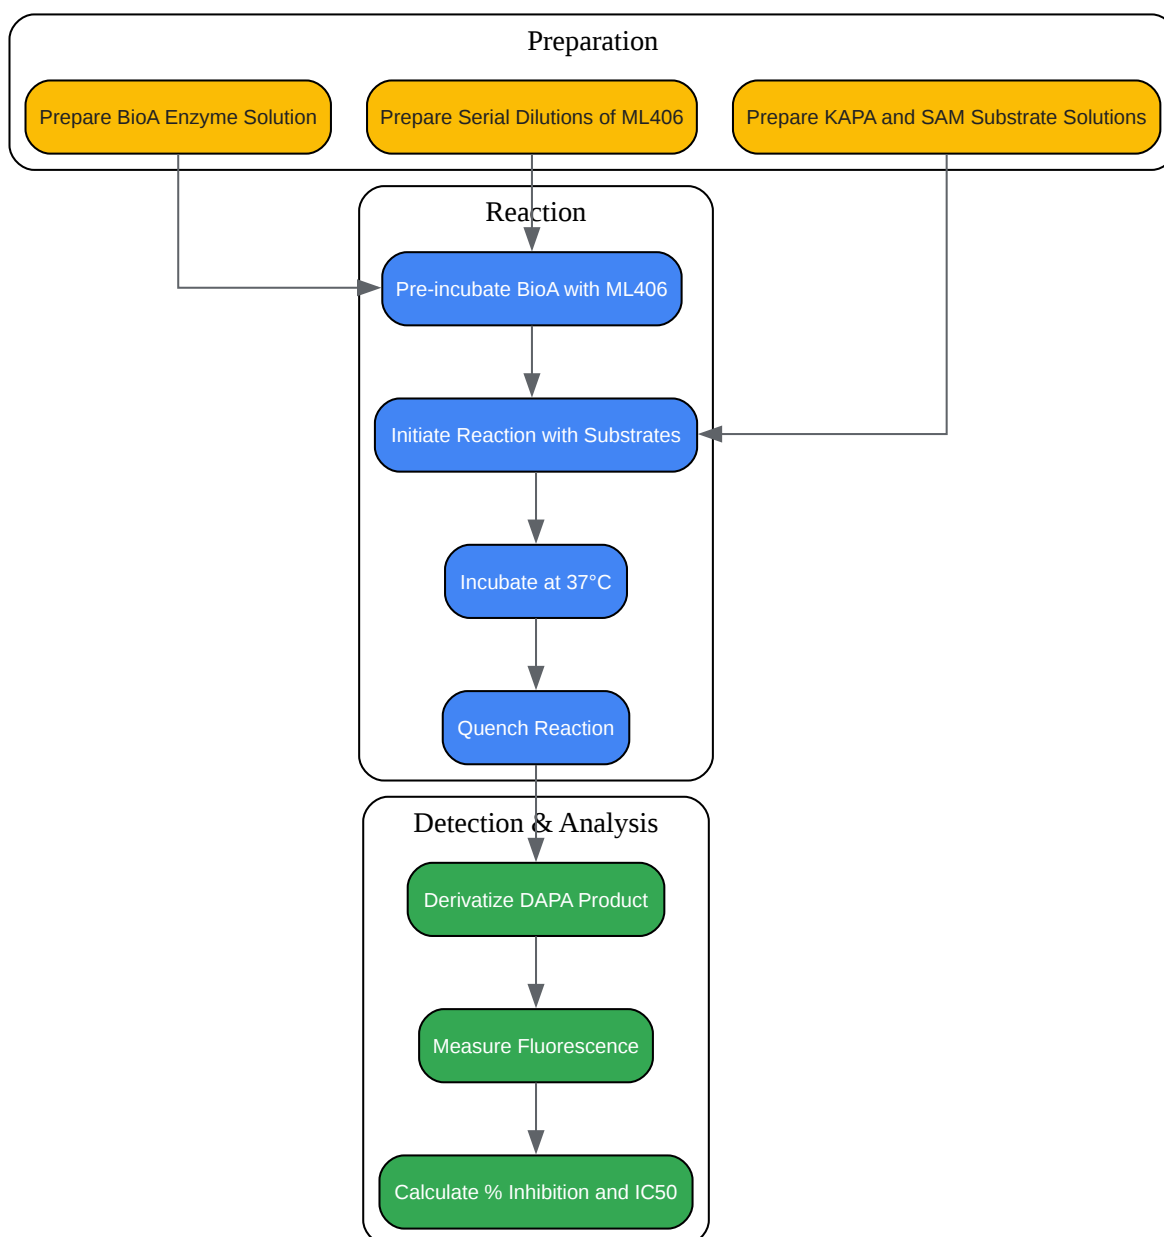 Preparation
Prepare BioA Enzyme Solution
Prepare Serial Dilutions of ML406
Prepare KAPA and SAM Substrate Solutions
Reaction
Pre-incubate BioA with ML406
Initiate Reaction with Substrates
Incubate at 37°C
Quench Reaction
Detection & Analysis
Derivatize DAPA Product
Measure Fluorescence
Calculate % Inhibition and IC50